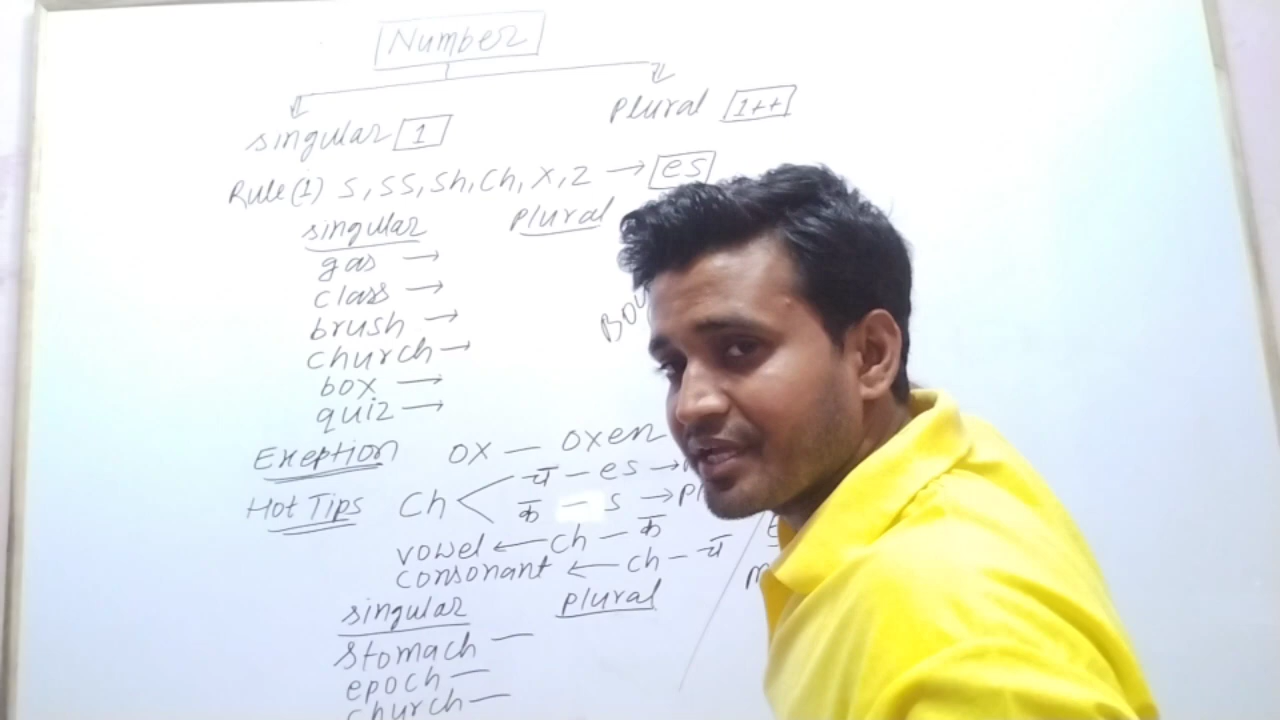 Number
singular 1
plural 1++
Rule (1) s, ss, sh, ch, x, z → es
singular plural
gas →
class →
brush →
church →
box →
quiz →
Exeption ox — oxen
Hot Tips Ch < च — es →
क — s → pl
vowel ← ch — क
consonant ← ch — च
singular plural
stomach —
epoch —
church —